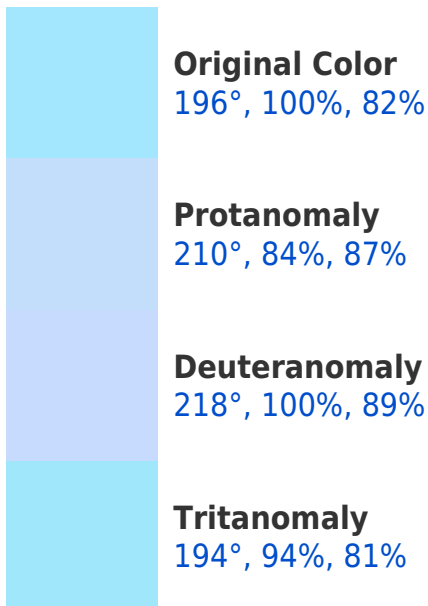 Original Color
196°, 100%, 82%
Protanomaly
210°, 84%, 87%
Deuteranomaly
218°, 100%, 89%
Tritanomaly
194°, 94%, 81%